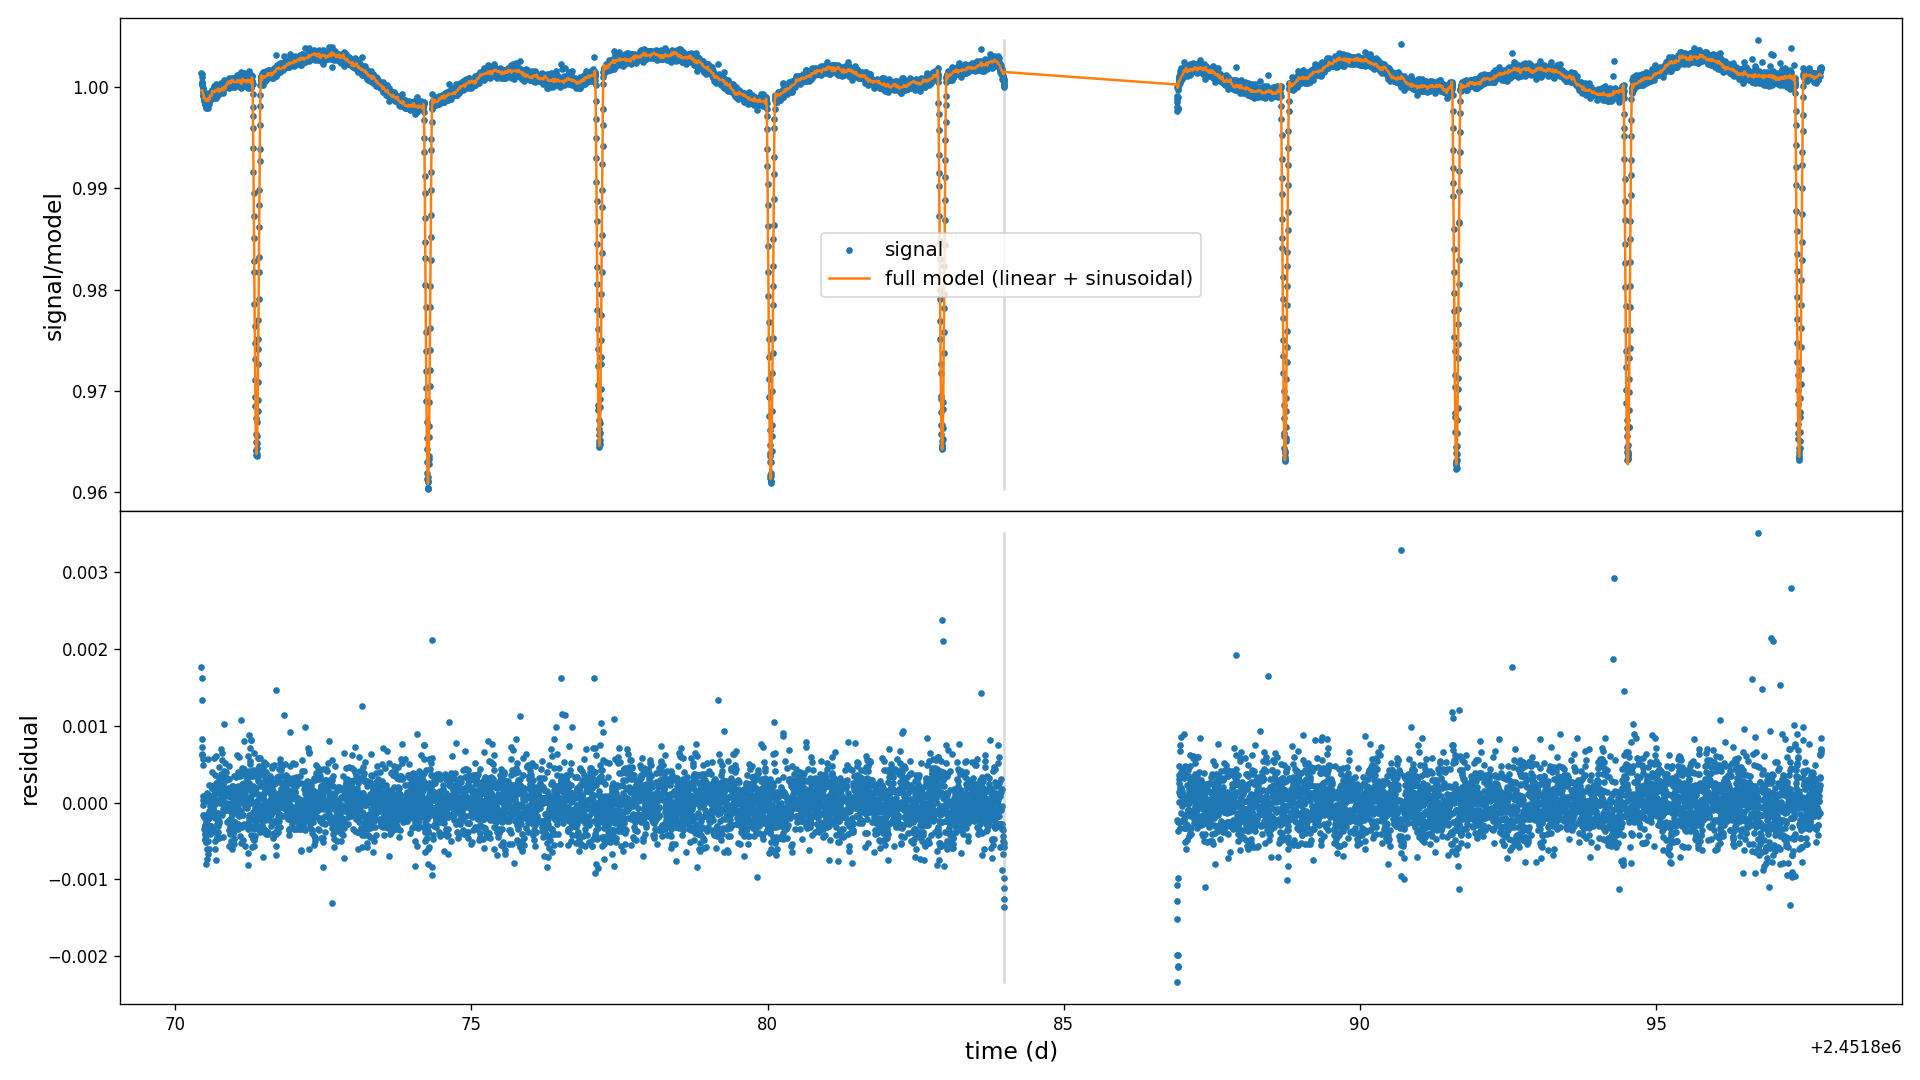 signal/model
1.00
0.99
0.98
0.97
0.96
signal
full model (linear + sinusoidal)
residual
0.003
0.002
0.001
0.000
−0.001
−0.002
70 75 80 85 90 95
time (d)
+2.4518e6